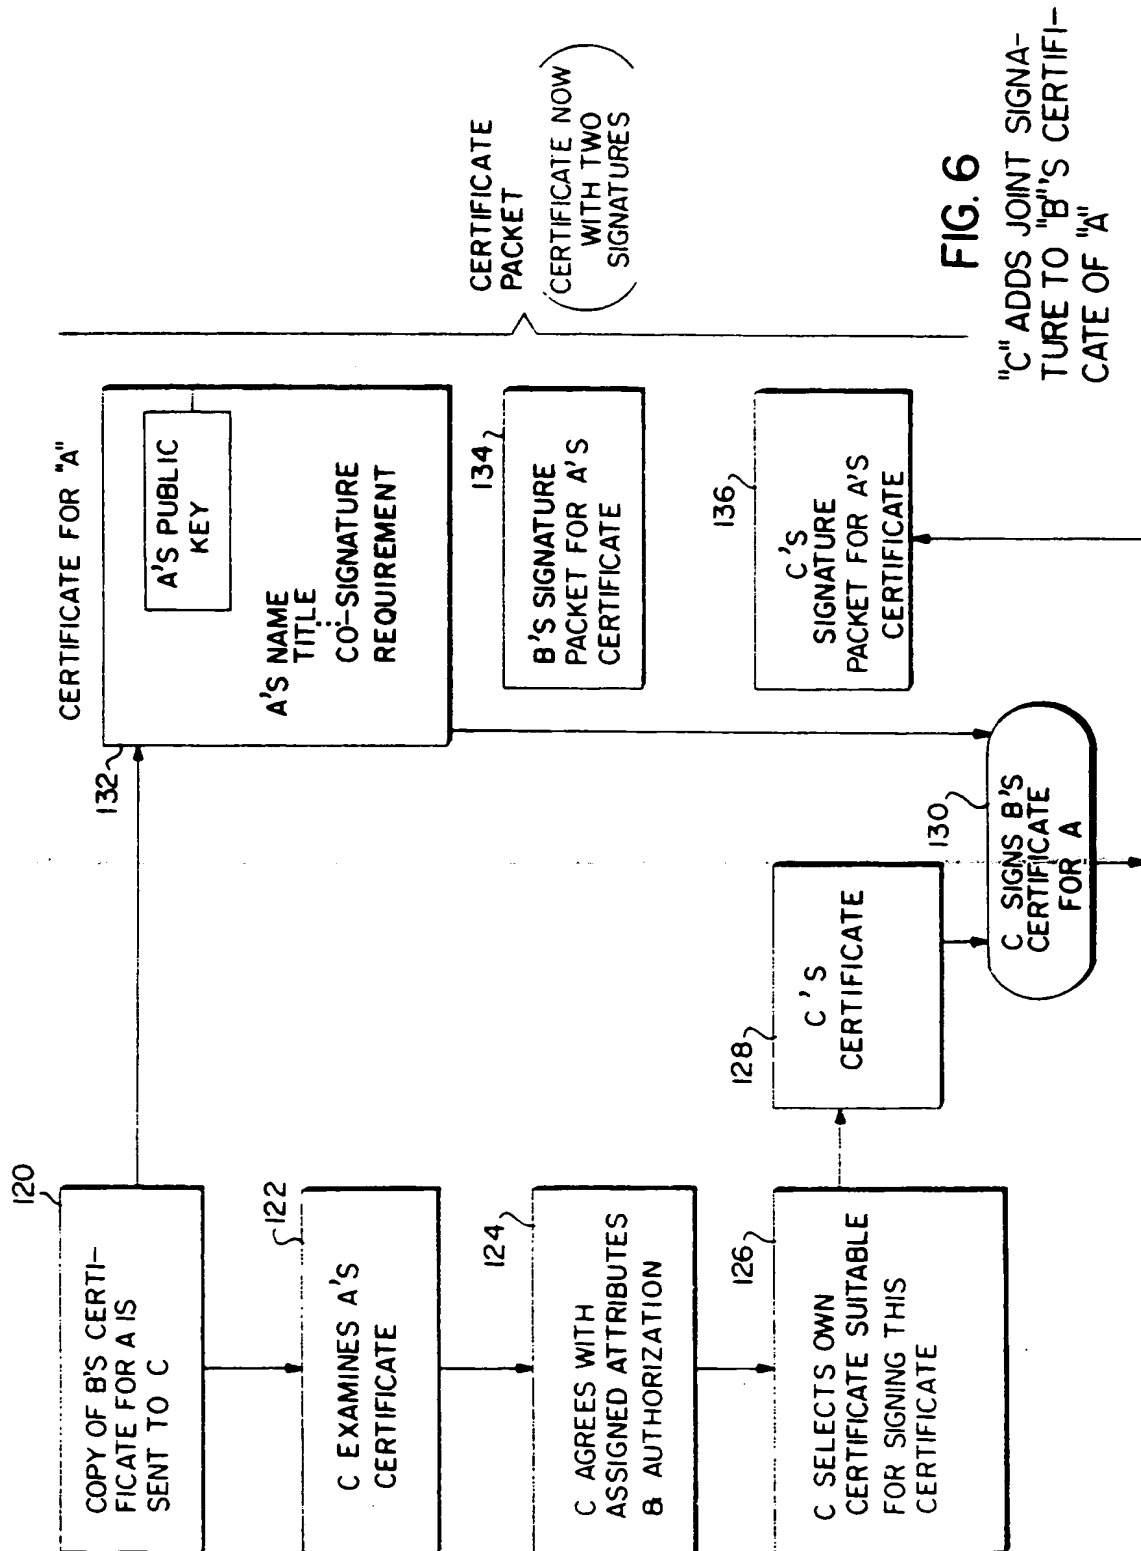 120
COPY OF B'S CERTI-
FICATE FOR A IS
SENT TO C
122
C EXAMINES A'S
CERTIFICATE
124
C AGREES WITH
ASSIGNED ATTRIBUTES
& AUTHORIZATION
126
C SELECTS OWN
CERTIFICATE SUITABLE
FOR SIGNING THIS
CERTIFICATE
128
C'S
CERTIFICATE
130
C SIGNS B'S
CERTIFICATE
FOR A
CERTIFICATE FOR "A"
132
A'S PUBLIC
KEY
A'S NAME
TITLE
CO-SIGNATURE
REQUIREMENT
134
B'S SIGNATURE
PACKET FOR A'S
CERTIFICATE
136
C'S
SIGNATURE
PACKET FOR A'S
CERTIFICATE
CERTIFICATE
PACKET
(CERTIFICATE NOW
WITH TWO
SIGNATURES)
FIG. 6
"C" ADDS JOINT SIGNA-
TURE TO "B"'S CERTIFI-
CATE OF "A"